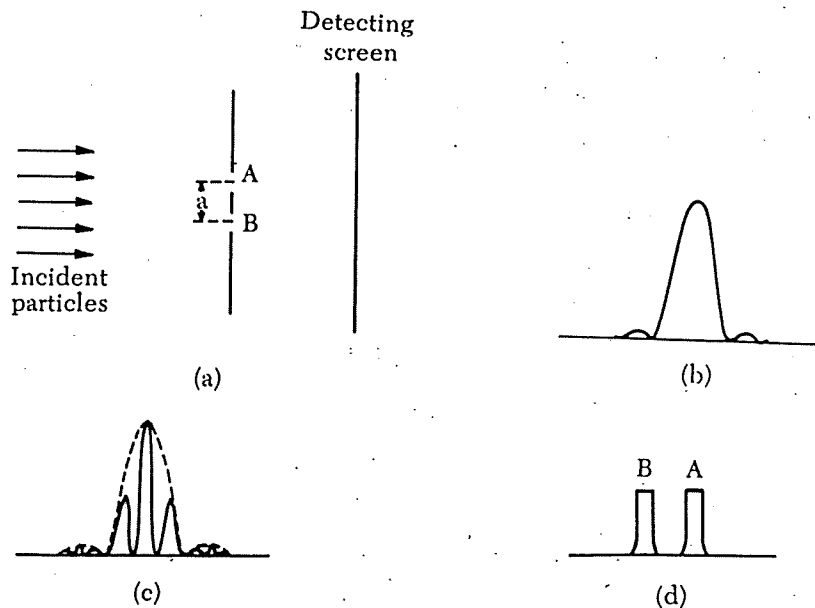 Detecting
screen
A
a
B
Incident
particles
(a)
(b)
B A
(c)
(d)